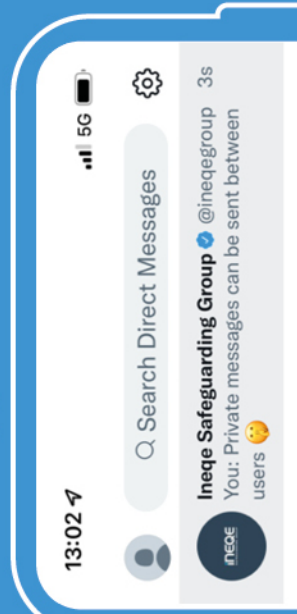 13:02 5G
Search Direct Messages
Ineqe Safeguarding Group @ineqegroup 3s
You: Private messages can be sent between
users 🤫
iNEQE